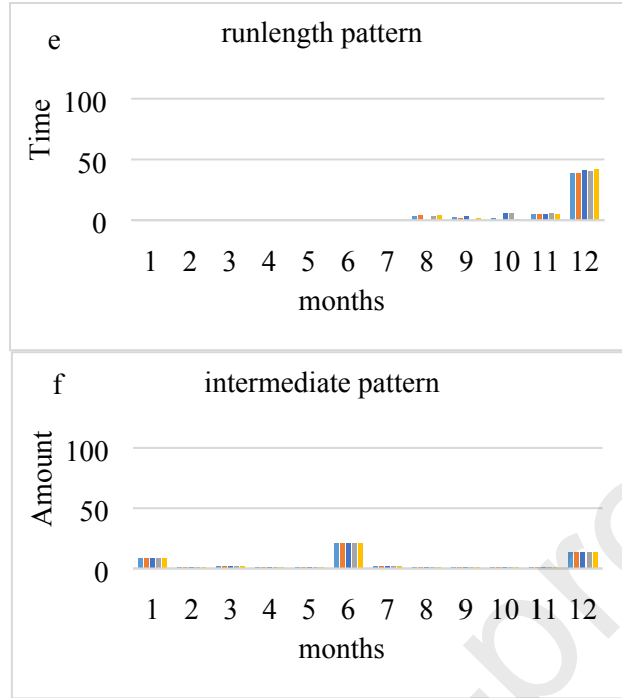 e
runlength pattern
100
50
0
Time
1 2 3 4 5 6 7 8 9 10 11 12
months
f
intermediate pattern
100
50
0
Amount
1 2 3 4 5 6 7 8 9 10 11 12
months